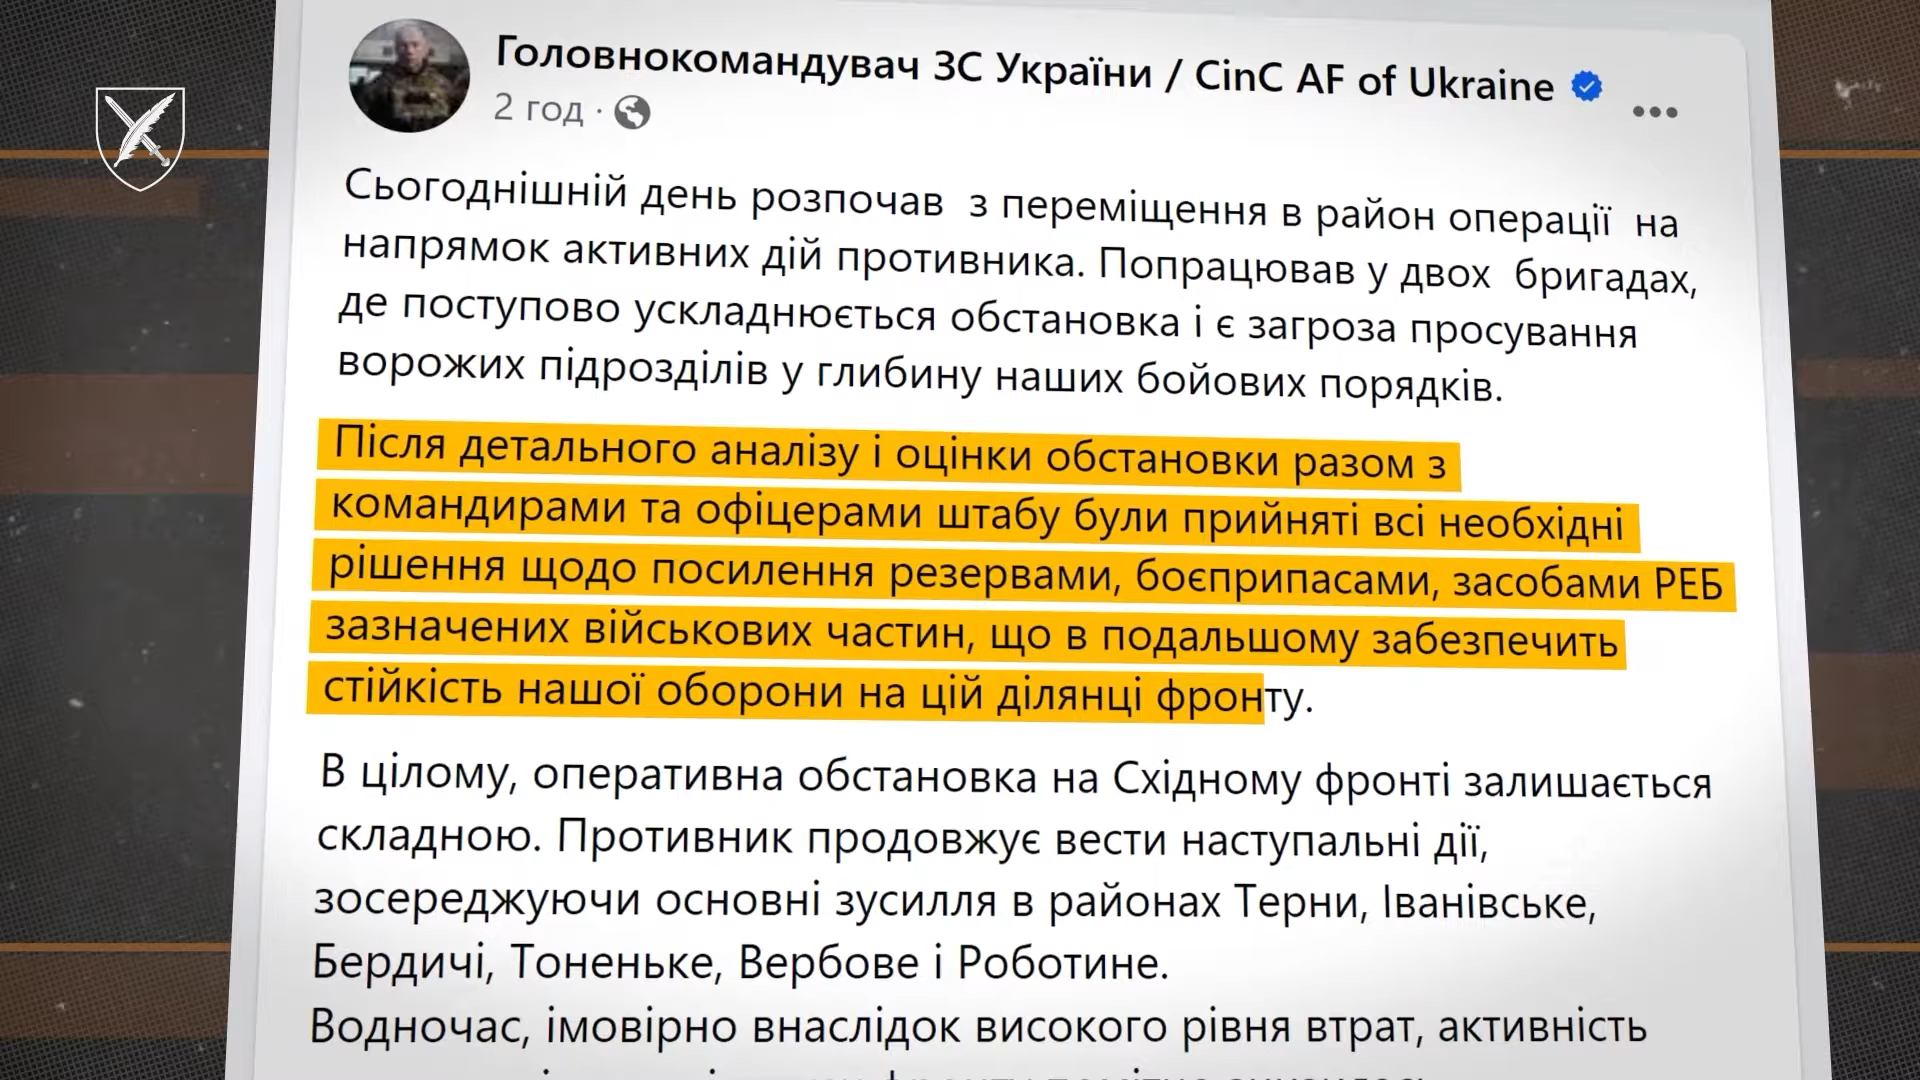 Головнокомандувач ЗС України / CinC AF of Ukraine
2 год ·
Сьогоднішній день розпочав з переміщення в район операції на
напрямок активних дій противника. Попрацював у двох бригадах,
де поступово ускладнюється обстановка і є загроза просування
ворожих підрозділів у глибину наших бойових порядків.
Після детального аналізу і оцінки обстановки разом з
командирами та офіцерами штабу були прийняті всі необхідні
рішення щодо посилення резервами, боєприпасами, засобами РЕБ
зазначених військових частин, що в подальшому забезпечить
стійкість нашої оборони на цій ділянці фронту.
В цілому, оперативна обстановка на Східному фронті залишається
складною. Противник продовжує вести наступальні дії,
зосереджуючи основні зусилля в районах Терни, Іванівське,
Бердичі, Тоненьке, Вербове і Роботине.
Водночас, імовірно внаслідок високого рівня втрат, активність